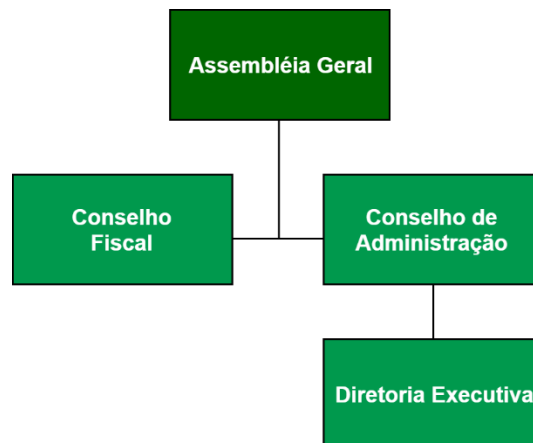 Assembléia Geral
Conselho
Fiscal
Conselho de
Administração
Diretoria Executiva